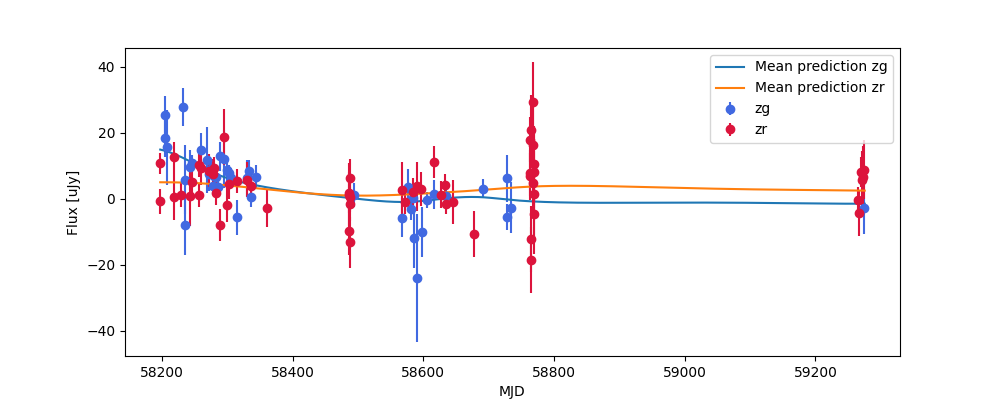 Flux [uJy]
40
20
0
−20
−40
58200
58400
58600
58800
59000
59200
MJD
Mean prediction zg
Mean prediction zr
zg
zr